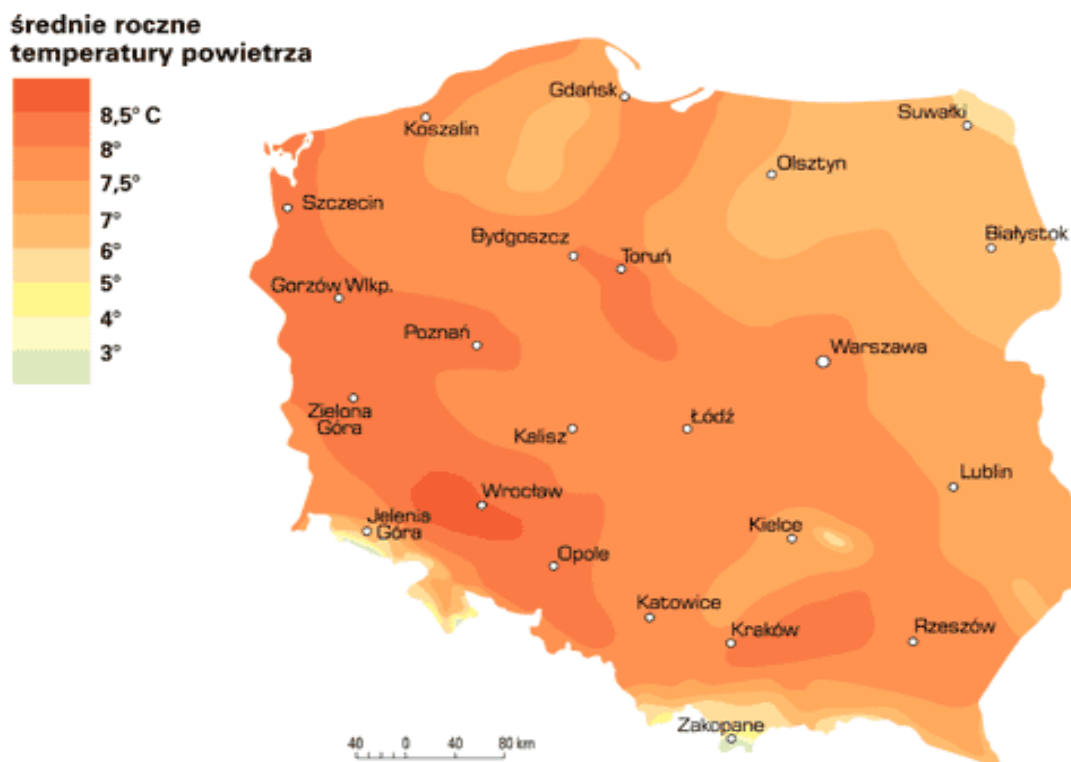 średnie roczne
temperatury powietrza
8,5° C
8°
7,5°
7°
6°
5°
4°
3°
Gdańsk
Koszalin
Suwałki
Olsztyn
Szczecin
Bydgoszcz
Toruń
Białystok
Gorzów Wlkp.
Poznań
Warszawa
Zielona
Góra
Kalisz
Łódź
Lublin
Wrocław
Jelenia
Góra
Kielce
Opole
Katowice
Kraków
Rzeszów
Zakopane
40 0 40 80 km